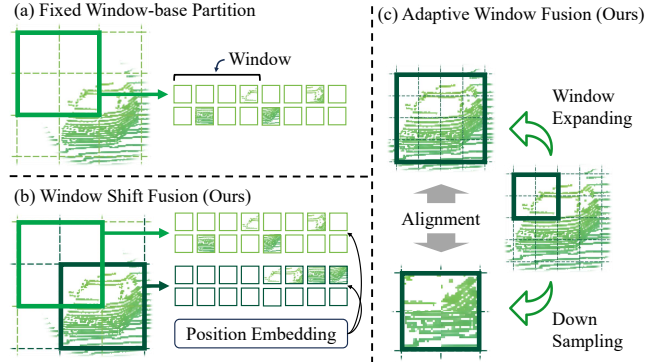 (a) Fixed Window-base Partition
Window
(b) Window Shift Fusion (Ours)
Position Embedding
(c) Adaptive Window Fusion (Ours)
Window
Expanding
Alignment
Down
Sampling